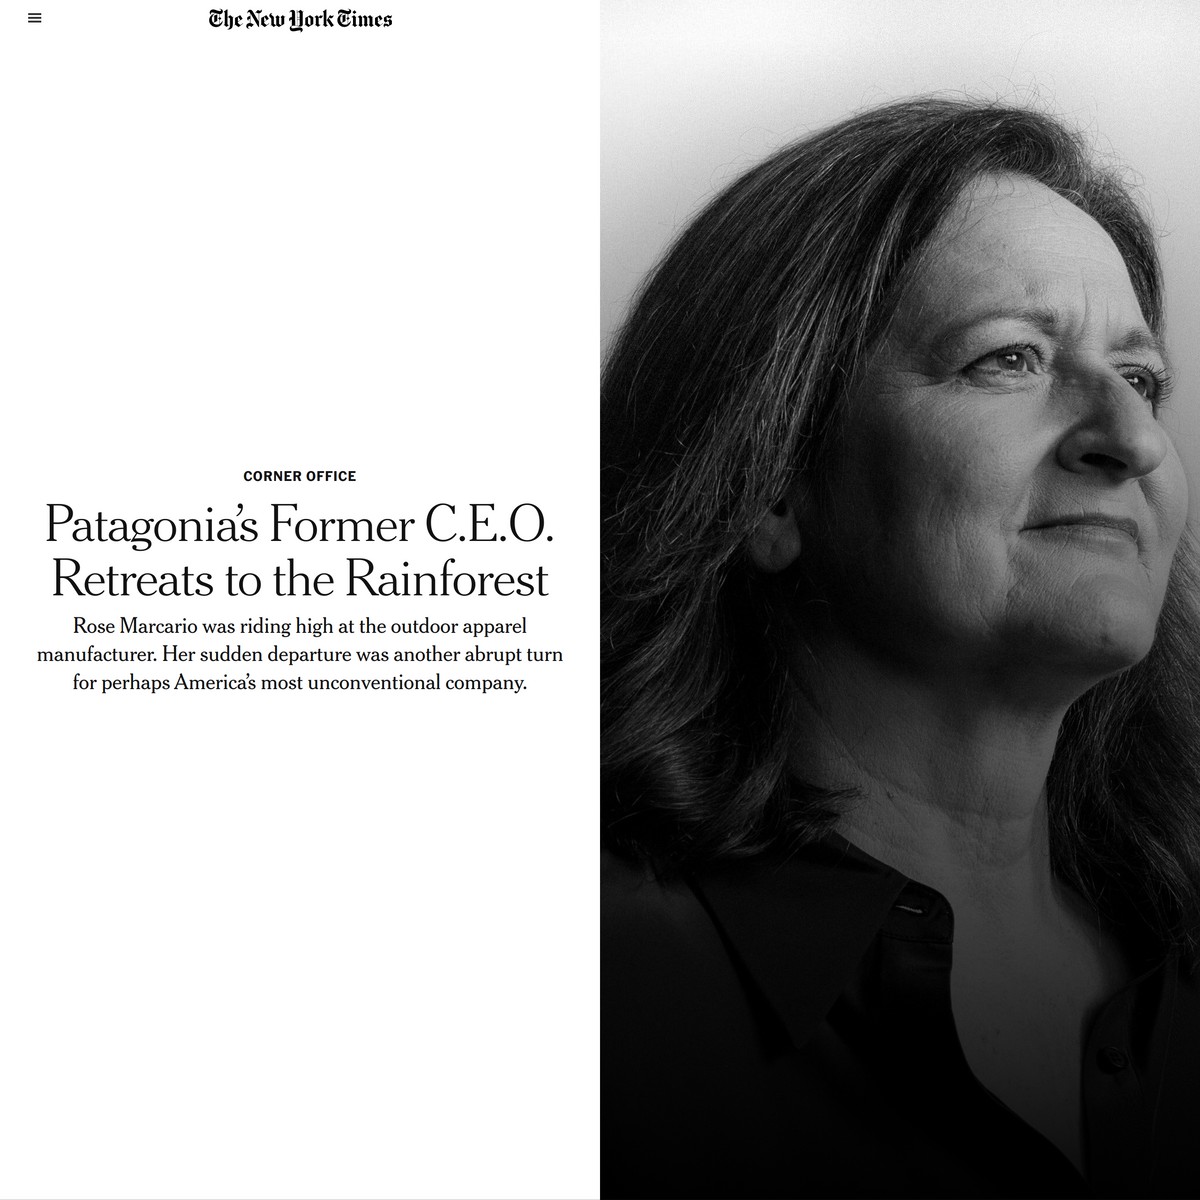 The New York Times
CORNER OFFICE
Patagonia’s Former C.E.O.
Retreats to the Rainforest
Rose Marcario was riding high at the outdoor apparel
manufacturer. Her sudden departure was another abrupt turn
for perhaps America’s most unconventional company.